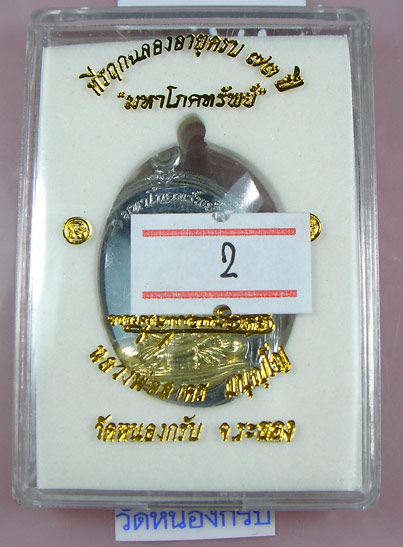 ที่ระฤกฉลองอายุครบ ๗๓ ปี
"มหาโภคทรัพย์"
2
หลวงพ่อสาคร มนุญฺโญ
วัดหนองกรับ จ.ระยอง
วัดหนองกรับ